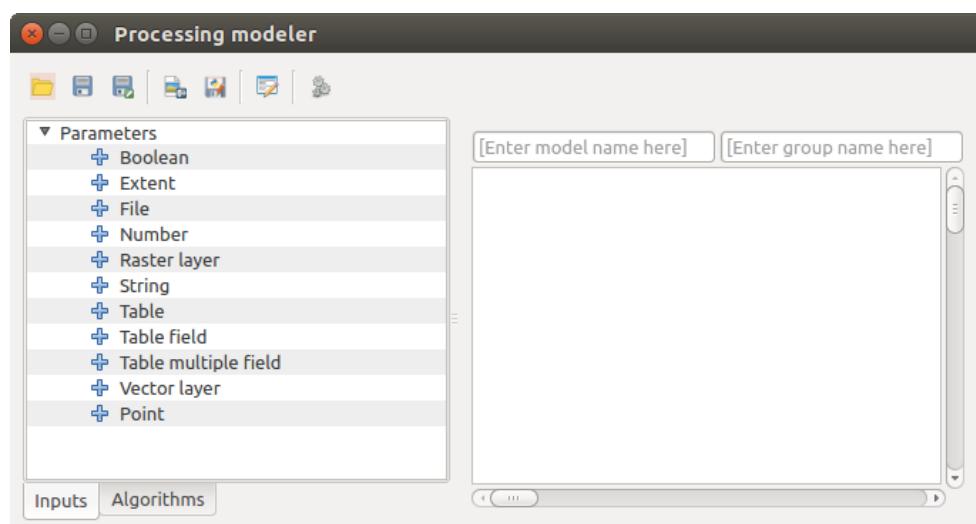 Processing modeler
Parameters
Boolean
Extent
File
Number
Raster layer
String
Table
Table field
Table multiple field
Vector layer
Point
Inputs Algorithms
[Enter model name here] [Enter group name here]